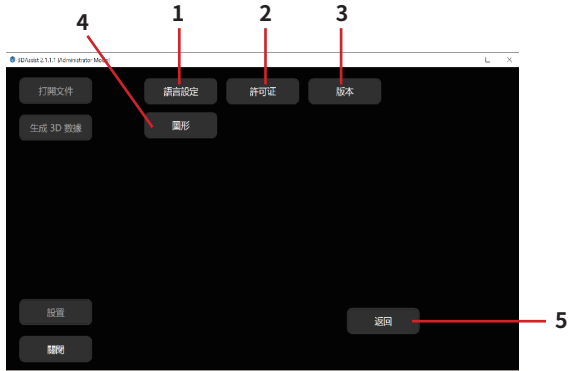 4 1 2 3
3DAssist 2.1.1.1 [Administrator Mode]
打開文件 語言設定 許可证 版本
生成 3D 數據 圖形
設置 返回 5
關閉